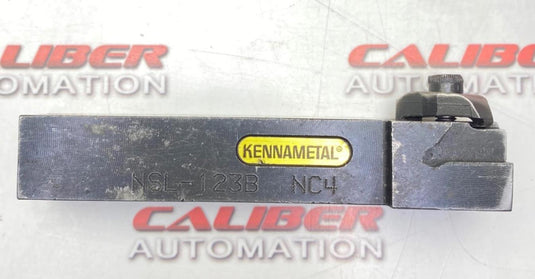 CALIBER
AUTOMATION
CALIBER
AUTOMATION
KENNAMETAL®
NSL-123B NC4
CALIBER
AUTOMATION